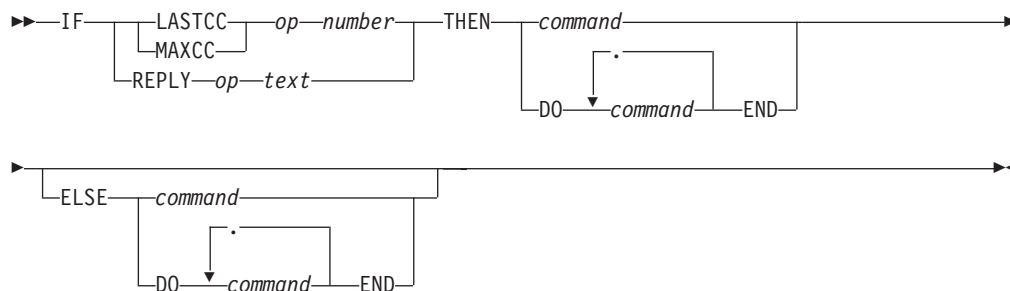 IF LASTCC op number THEN command
MAXCC .
REPLY op text
DO command END
ELSE command
.
DO command END